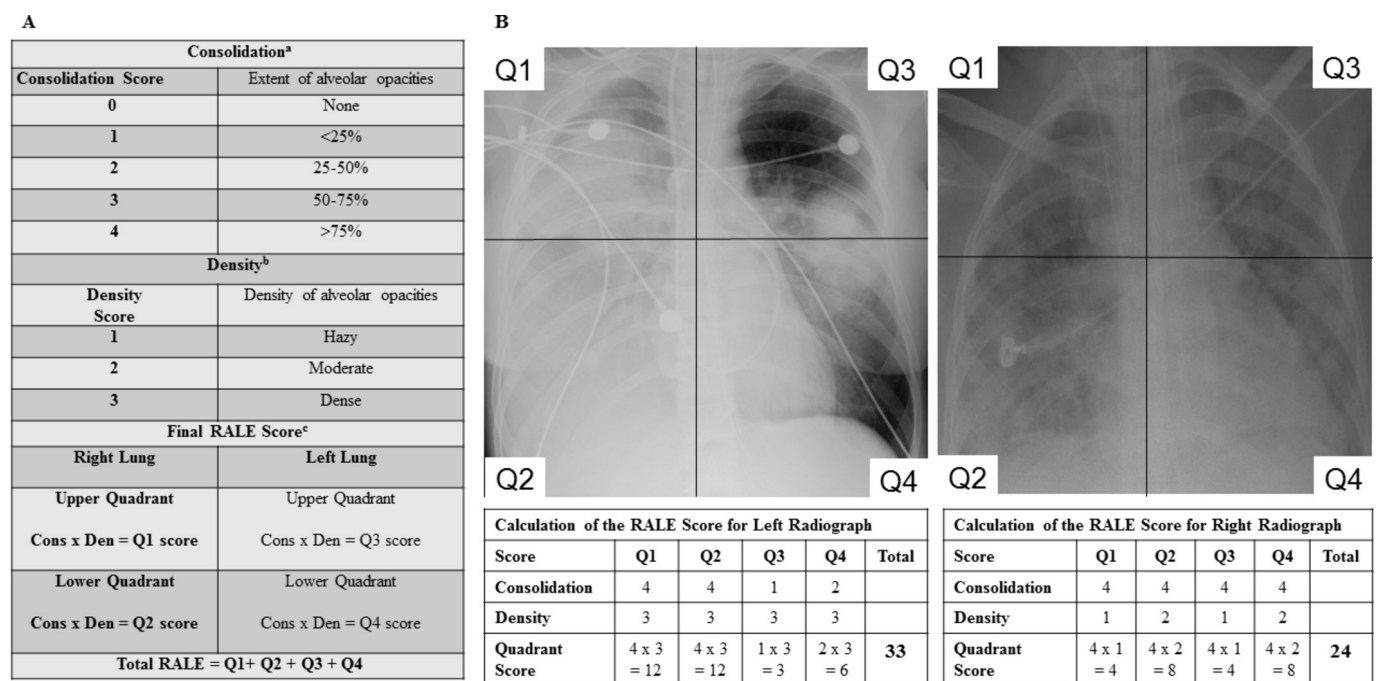 A
Consolidationᵃ
Consolidation Score Extent of alveolar opacities
0 None
1 <25%
2 25-50%
3 50-75%
4 >75%
Densityᵇ
Density Score Density of alveolar opacities
1 Hazy
2 Moderate
3 Dense
Final RALE Scoreᶜ
Right Lung Left Lung
Upper Quadrant Upper Quadrant
Cons x Den = Q1 score Cons x Den = Q3 score
Lower Quadrant Lower Quadrant
Cons x Den = Q2 score Cons x Den = Q4 score
Total RALE = Q1+ Q2 + Q3 + Q4
B
Q1 Q3
Q2 Q4
Calculation of the RALE Score for Left Radiograph
Score Q1 Q2 Q3 Q4 Total
Consolidation 4 4 1 2
Density 3 3 3 3
Quadrant Score 4 x 3 = 12 4 x 3 = 12 1 x 3 = 3 2 x 3 = 6 33
Q1 Q3
Q2 Q4
Calculation of the RALE Score for Right Radiograph
Score Q1 Q2 Q3 Q4 Total
Consolidation 4 4 4 4
Density 1 2 1 2
Quadrant Score 4 x 1 = 4 4 x 2 = 8 4 x 1 = 4 4 x 2 = 8 24